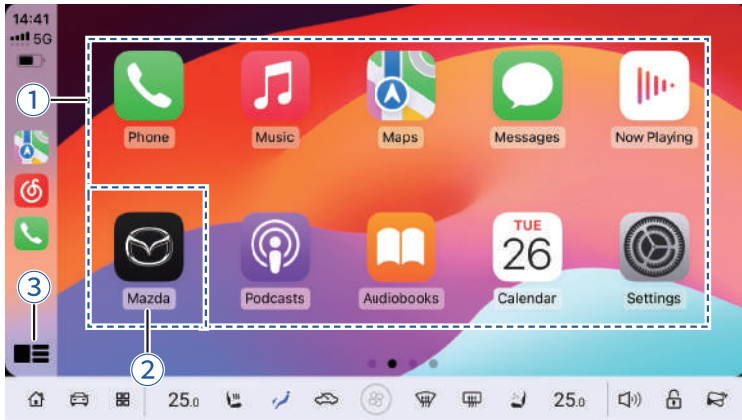 14:41
5G
1
Phone
Music
Maps
Messages
Now Playing
TUE
26
Mazda
Podcasts
Audiobooks
Calendar
Settings
3
2
25.0
25.0